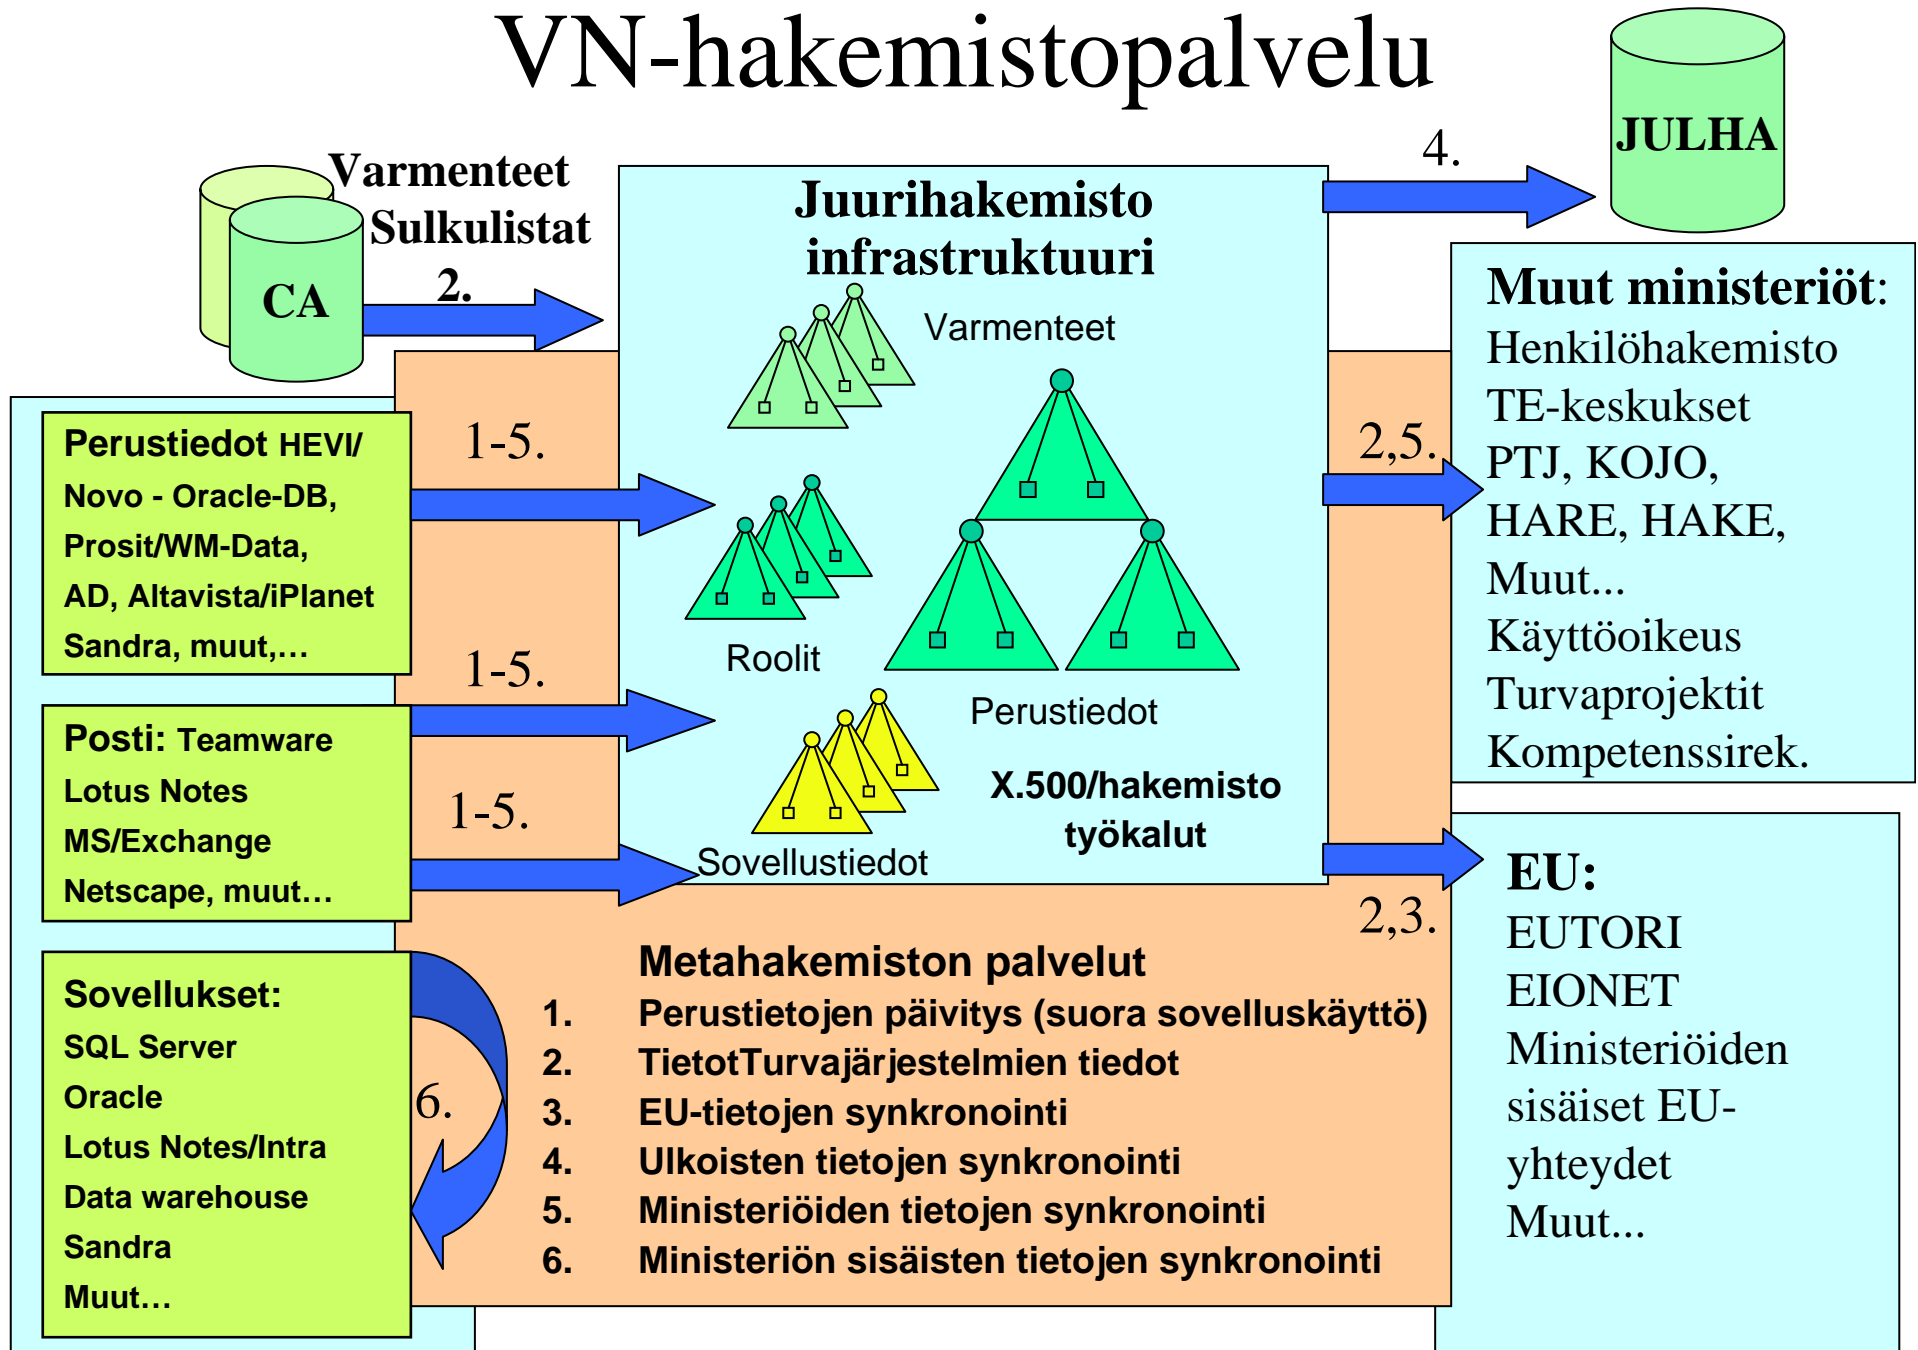 VN-hakemistopalvelu
JULHA
4.
Varmenteet
Sulkulistat
2.
CA
Juurihakemisto
infrastruktuuri
Varmenteet
Roolit
Perustiedot
Sovellustiedot
X.500/hakemisto
työkalut
Perustiedot HEVI/
Novo - Oracle-DB,
Prosit/WM-Data,
AD, Altavista/iPlanet
Sandra, muut,…
1-5.
1-5.
Posti: Teamware
Lotus Notes
MS/Exchange
Netscape, muut…
1-5.
Sovellukset:
SQL Server
Oracle
Lotus Notes/Intra
Data warehouse
Sandra
Muut…
6.
Metahakemiston palvelut
1. Perustietojen päivitys (suora sovelluskäyttö)
2. TietotTurvajärjestelmien tiedot
3. EU-tietojen synkronointi
4. Ulkoisten tietojen synkronointi
5. Ministeriöiden tietojen synkronointi
6. Ministeriön sisäisten tietojen synkronointi
2,5.
Muut ministeriöt:
Henkilöhakemisto
TE-keskukset
PTJ, KOJO,
HARE, HAKE,
Muut...
Käyttöoikeus
Turvaprojektit
Kompetenssirek.
2,3.
EU:
EUTORI
EIONET
Ministeriöiden
sisäiset EU-
yhteydet
Muut...